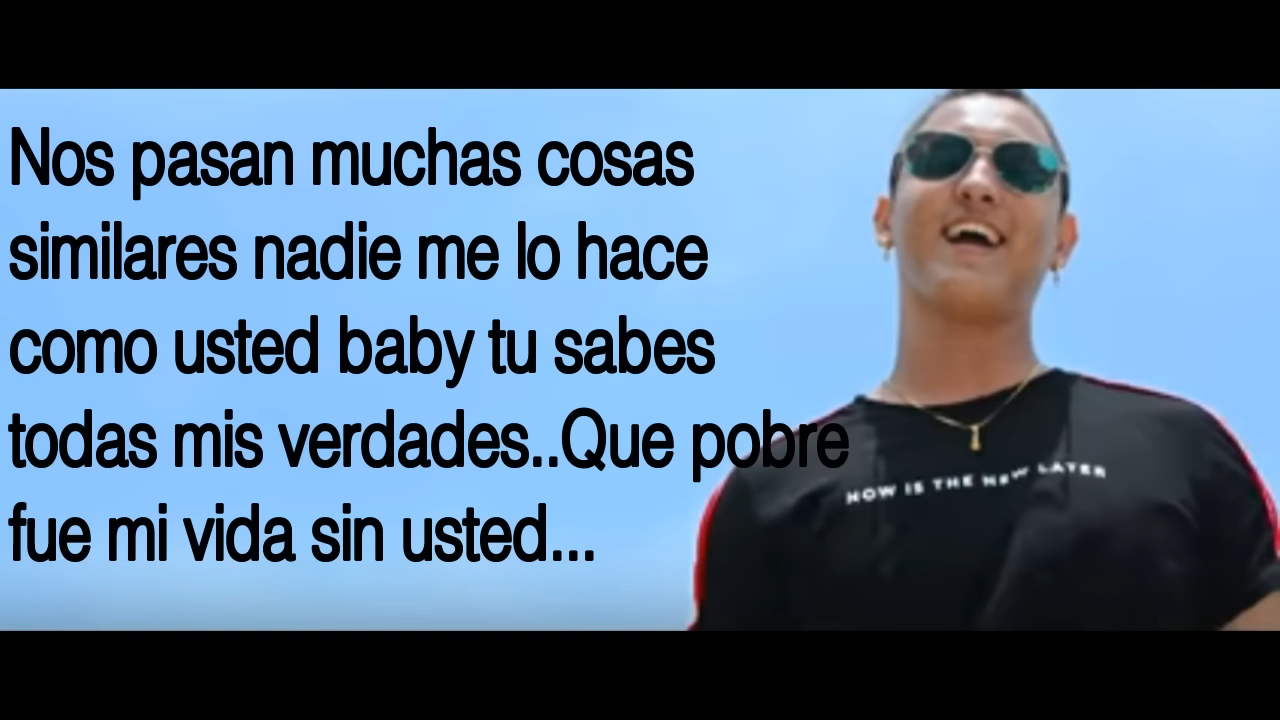 Nos pasan muchas cosas
similares nadie me lo hace
como usted baby tu sabes
todas mis verdades..Que pobre
fue mi vida sin usted...
NOW IS THE NEW LATER